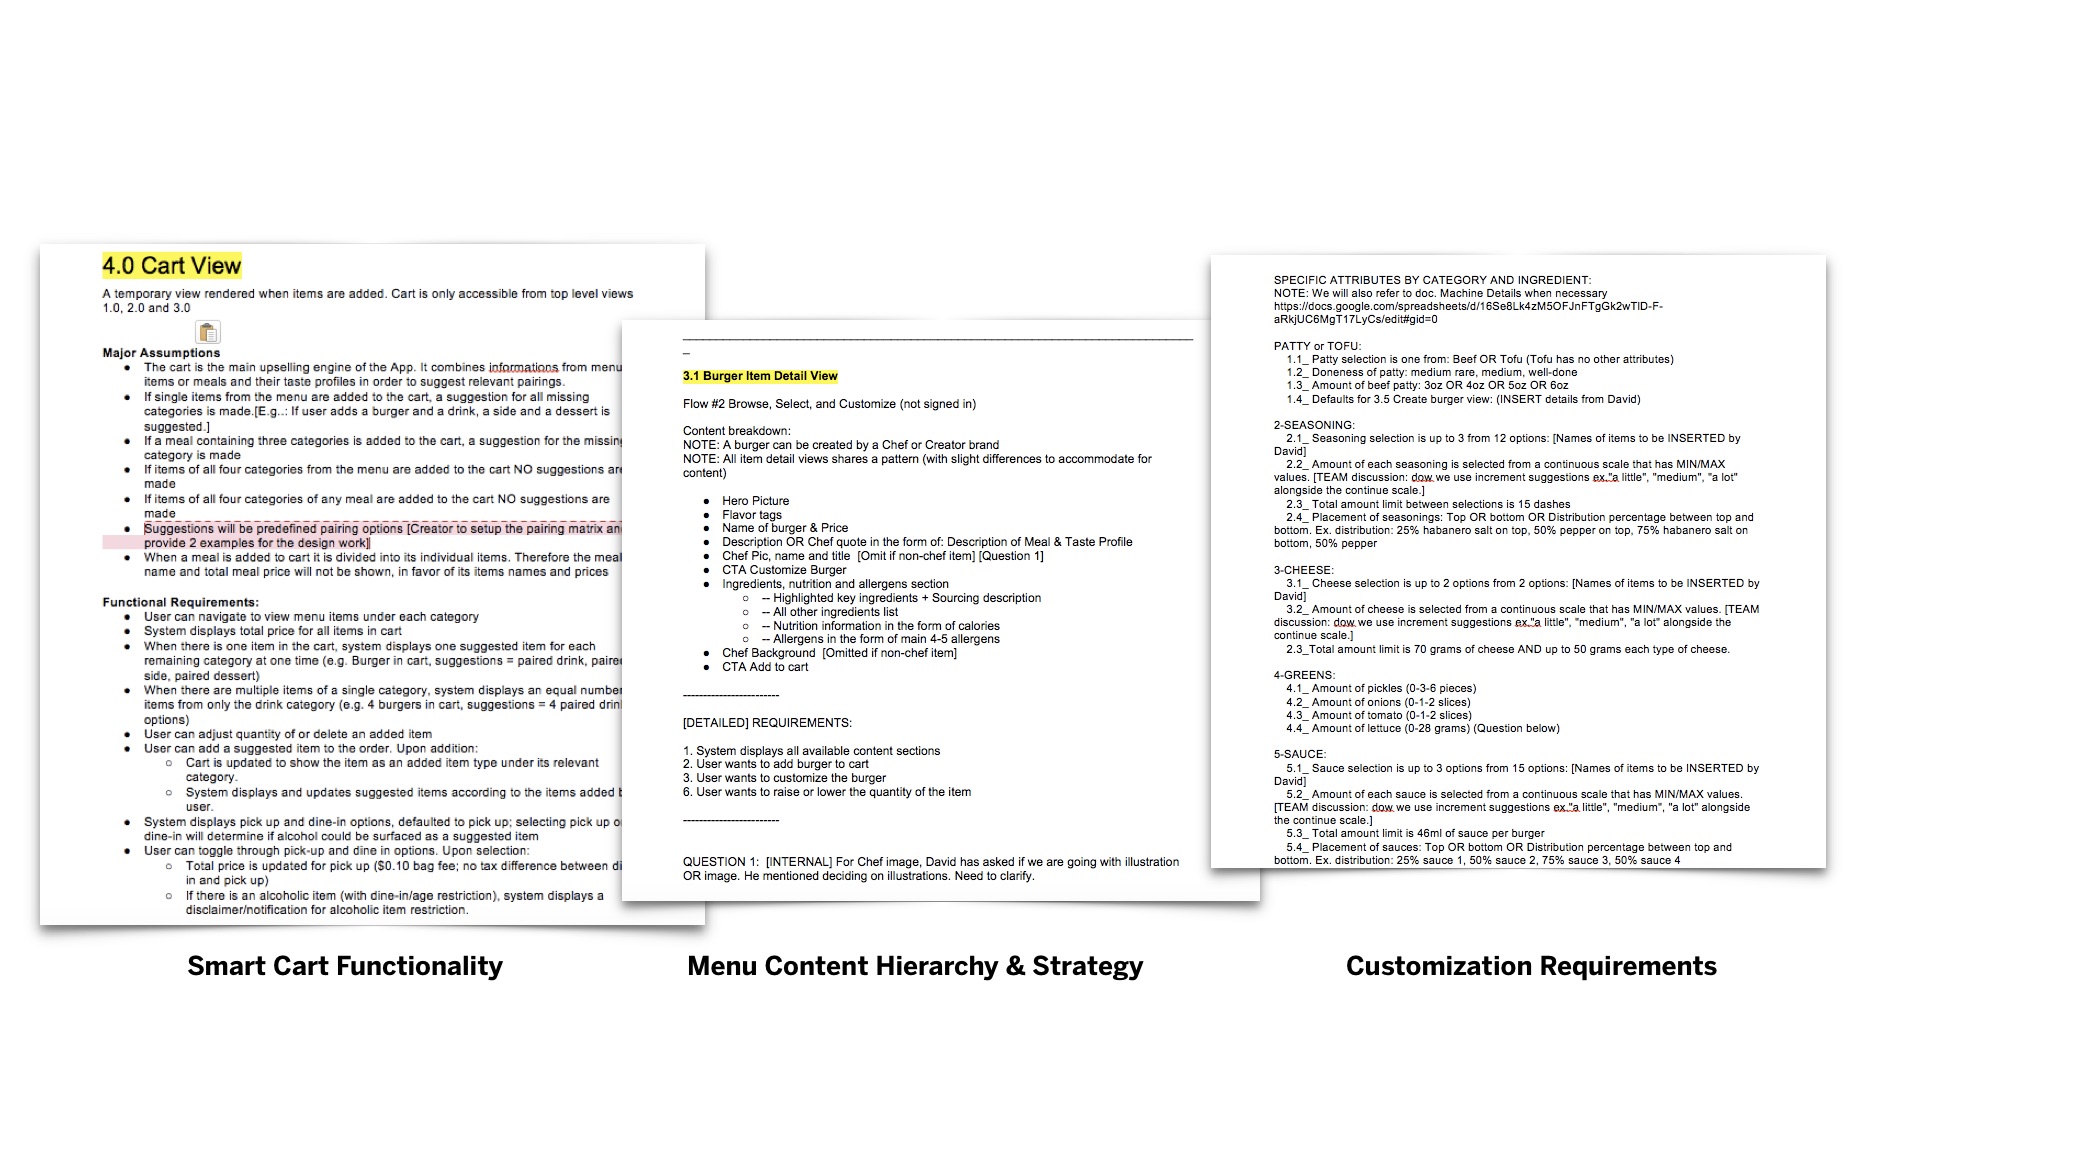 4.0 Cart View
A temporary view rendered when items are added. Cart is only accessible from top level views
1.0, 2.0 and 3.0
Major Assumptions
● The cart is the main upselling engine of the App. It combines informations from menu
items or meals and their taste profiles in order to suggest relevant pairings.
● If single items from the menu are added to the cart, a suggestion for all missing
categories is made.[E.g..: If user adds a burger and a drink, a side and a dessert is
suggested.]
● If a meal containing three categories is added to the cart, a suggestion for the missing
category is made
● If items of all four categories from the menu are added to the cart NO suggestions are
made
● If items of all four categories of any meal are added to the cart NO suggestions are
made
● Suggestions will be predefined pairing options [Creator to setup the pairing matrix an
provide 2 examples for the design work]
● When a meal is added to cart it is divided into its individual items. Therefore the meal
name and total meal price will not be shown, in favor of its items names and prices
Functional Requirements:
● User can navigate to view menu items under each category
● System displays total price for all items in cart
● When there is one item in the cart, system displays one suggested item for each
remaining category at one time (e.g. Burger in cart, suggestions = paired drink, paired
side, paired dessert)
● When there are multiple items of a single category, system displays an equal number
items from only the drink category (e.g. 4 burgers in cart, suggestions = 4 paired drin
options)
● User can adjust quantity of or delete an added item
● User can add a suggested item to the order. Upon addition:
○ Cart is updated to show the item as an added item type under its relevant
category.
○ System displays and updates suggested items according to the items added b
user.
● System displays pick up and dine-in options, defaulted to pick up; selecting pick up o
dine-in will determine if alcohol could be surfaced as a suggested item
● User can toggle through pick-up and dine in options. Upon selection:
○ Total price is updated for pick up ($0.10 bag fee; no tax difference between di
in and pick up)
○ If there is an alcoholic item (with dine-in/age restriction), system displays a
disclaimer/notification for alcoholic item restriction.
Smart Cart Functionality
3.1 Burger Item Detail View
Flow #2 Browse, Select, and Customize (not signed in)
Content breakdown:
NOTE: A burger can be created by a Chef or Creator brand
NOTE: All item detail views shares a pattern (with slight differences to accommodate for
content)
● Hero Picture
● Flavor tags
● Name of burger & Price
● Description OR Chef quote in the form of: Description of Meal & Taste Profile
● Chef Pic, name and title [Omit if non-chef item] [Question 1]
● CTA Customize Burger
● Ingredients, nutrition and allergens section
○ -- Highlighted key ingredients + Sourcing description
○ -- All other ingredients list
○ -- Nutrition information in the form of calories
○ -- Allergens in the form of main 4-5 allergens
● Chef Background [Omitted if non-chef item]
● CTA Add to cart
------------------------
[DETAILED] REQUIREMENTS:
1. System displays all available content sections
2. User wants to add burger to cart
3. User wants to customize the burger
6. User wants to raise or lower the quantity of the item
------------------------
QUESTION 1: [INTERNAL] For Chef image, David has asked if we are going with illustration
OR image. He mentioned deciding on illustrations. Need to clarify.
Menu Content Hierarchy & Strategy
SPECIFIC ATTRIBUTES BY CATEGORY AND INGREDIENT:
NOTE: We will also refer to doc. Machine Details when necessary
https://docs.google.com/spreadsheets/d/16Se8Lk4zM5OFJnFTgGk2wTlD-F-
aRkjUC6MgT17LyCs/edit#gid=0
PATTY or TOFU:
1.1_ Patty selection is one from: Beef OR Tofu (Tofu has no other attributes)
1.2_ Doneness of patty: medium rare, medium, well-done
1.3_ Amount of beef patty: 3oz OR 4oz OR 5oz OR 6oz
1.4_ Defaults for 3.5 Create burger view: (INSERT details from David)
2-SEASONING:
2.1_ Seasoning selection is up to 3 from 12 options: [Names of items to be INSERTED by
David]
2.2_ Amount of each seasoning is selected from a continuous scale that has MIN/MAX
values. [TEAM discussion: dow we use increment suggestions ex."a little", "medium", "a lot"
alongside the continue scale.]
2.3_ Total amount limit between selections is 15 dashes
2.4_ Placement of seasonings: Top OR bottom OR Distribution percentage between top and
bottom. Ex. distribution: 25% habanero salt on top, 50% pepper on top, 75% habanero salt on
bottom, 50% pepper
3-CHEESE:
3.1_ Cheese selection is up to 2 options from 2 options: [Names of items to be INSERTED by
David]
3.2_ Amount of cheese is selected from a continuous scale that has MIN/MAX values. [TEAM
discussion: dow we use increment suggestions ex."a little", "medium", "a lot" alongside the
continue scale.]
2.3_Total amount limit is 70 grams of cheese AND up to 50 grams each type of cheese.
4-GREENS:
4.1_ Amount of pickles (0-3-6 pieces)
4.2_ Amount of onions (0-1-2 slices)
4.3_ Amount of tomato (0-1-2 slices)
4.4_ Amount of lettuce (0-28 grams) (Question below)
5-SAUCE:
5.1_ Sauce selection is up to 3 options from 15 options: [Names of items to be INSERTED by
David]
5.2_ Amount of each sauce is selected from a continuous scale that has MIN/MAX values.
[TEAM discussion: dow we use increment suggestions ex."a little", "medium", "a lot" alongside
the continue scale.]
5.3_ Total amount limit is 46ml of sauce per burger
5.4_ Placement of sauces: Top OR bottom OR Distribution percentage between top and
bottom. Ex. distribution: 25% sauce 1, 50% sauce 2, 75% sauce 3, 50% sauce 4
Customization Requirements